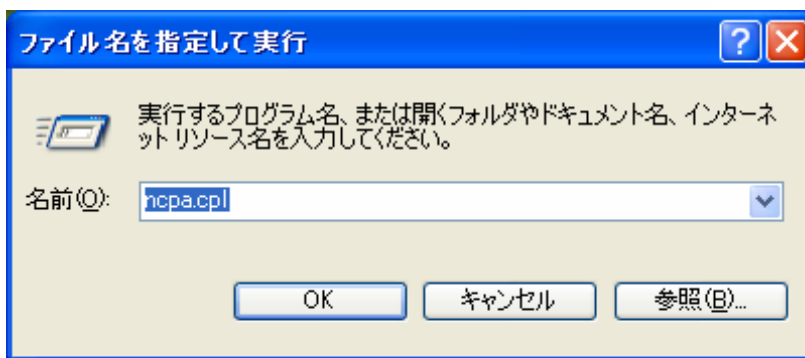 ファイル名を指定して実行
実行するプログラム名、または開くフォルダやドキュメント名、インターネ
ット リソース名を入力してください。
名前(O): ncpa.cpl
OK キャンセル 参照(B)...